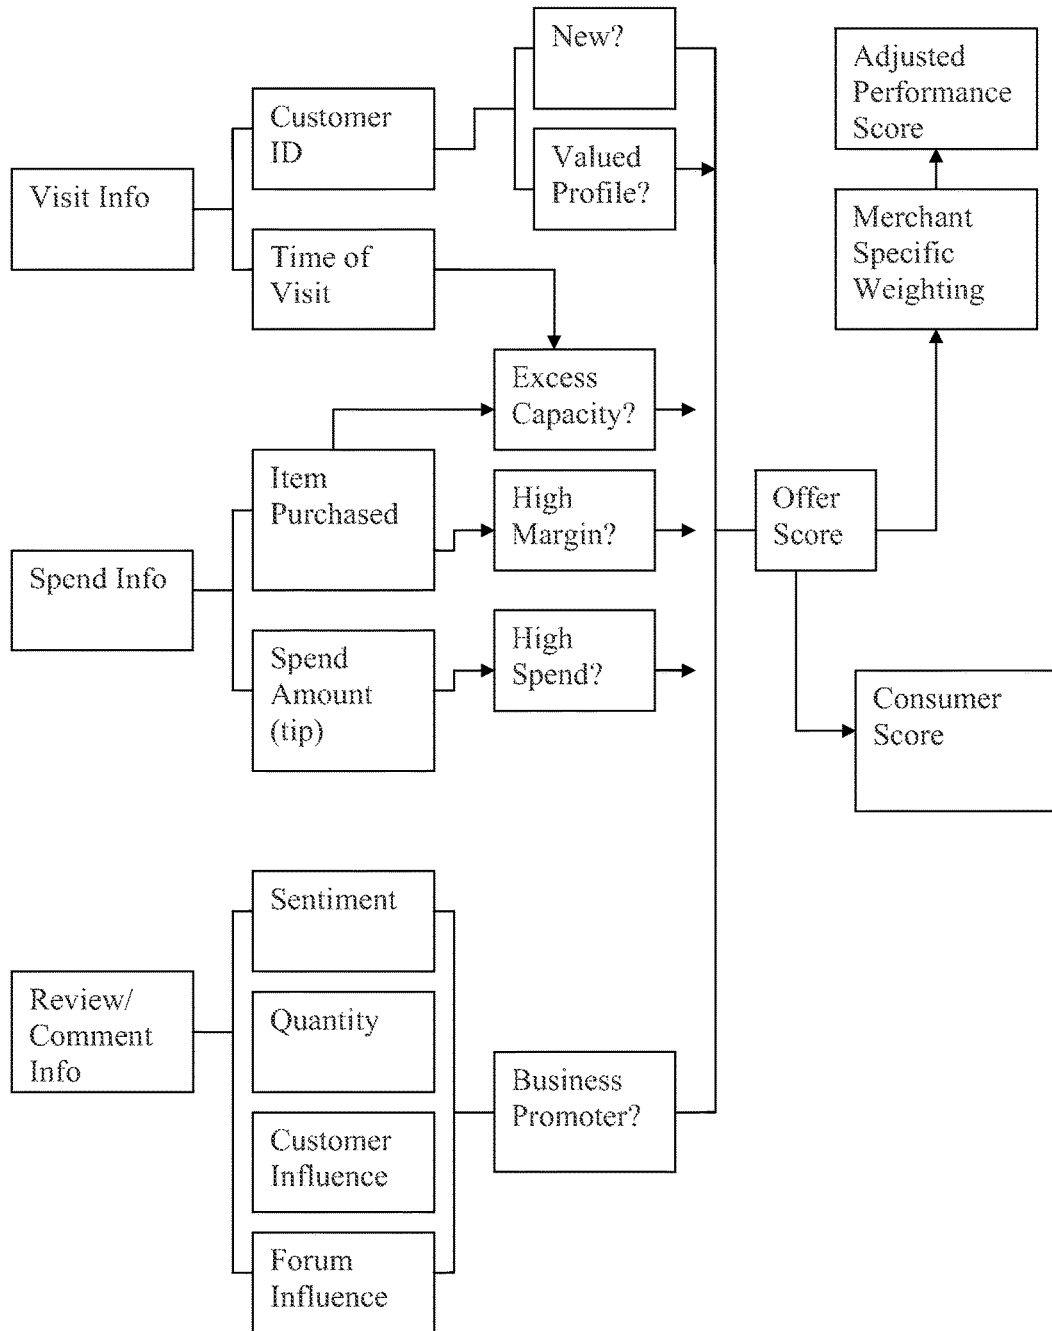 New?
Adjusted
Performance
Score
Customer
ID
Valued
Profile?
Visit Info
Merchant
Specific
Weighting
Time of
Visit
Excess
Capacity?
Item
Purchased
High
Margin?
Offer
Score
Spend Info
High
Spend?
Spend
Amount
(tip)
Consumer
Score
Sentiment
Review/
Comment
Info
Quantity
Business
Promoter?
Customer
Influence
Forum
Influence